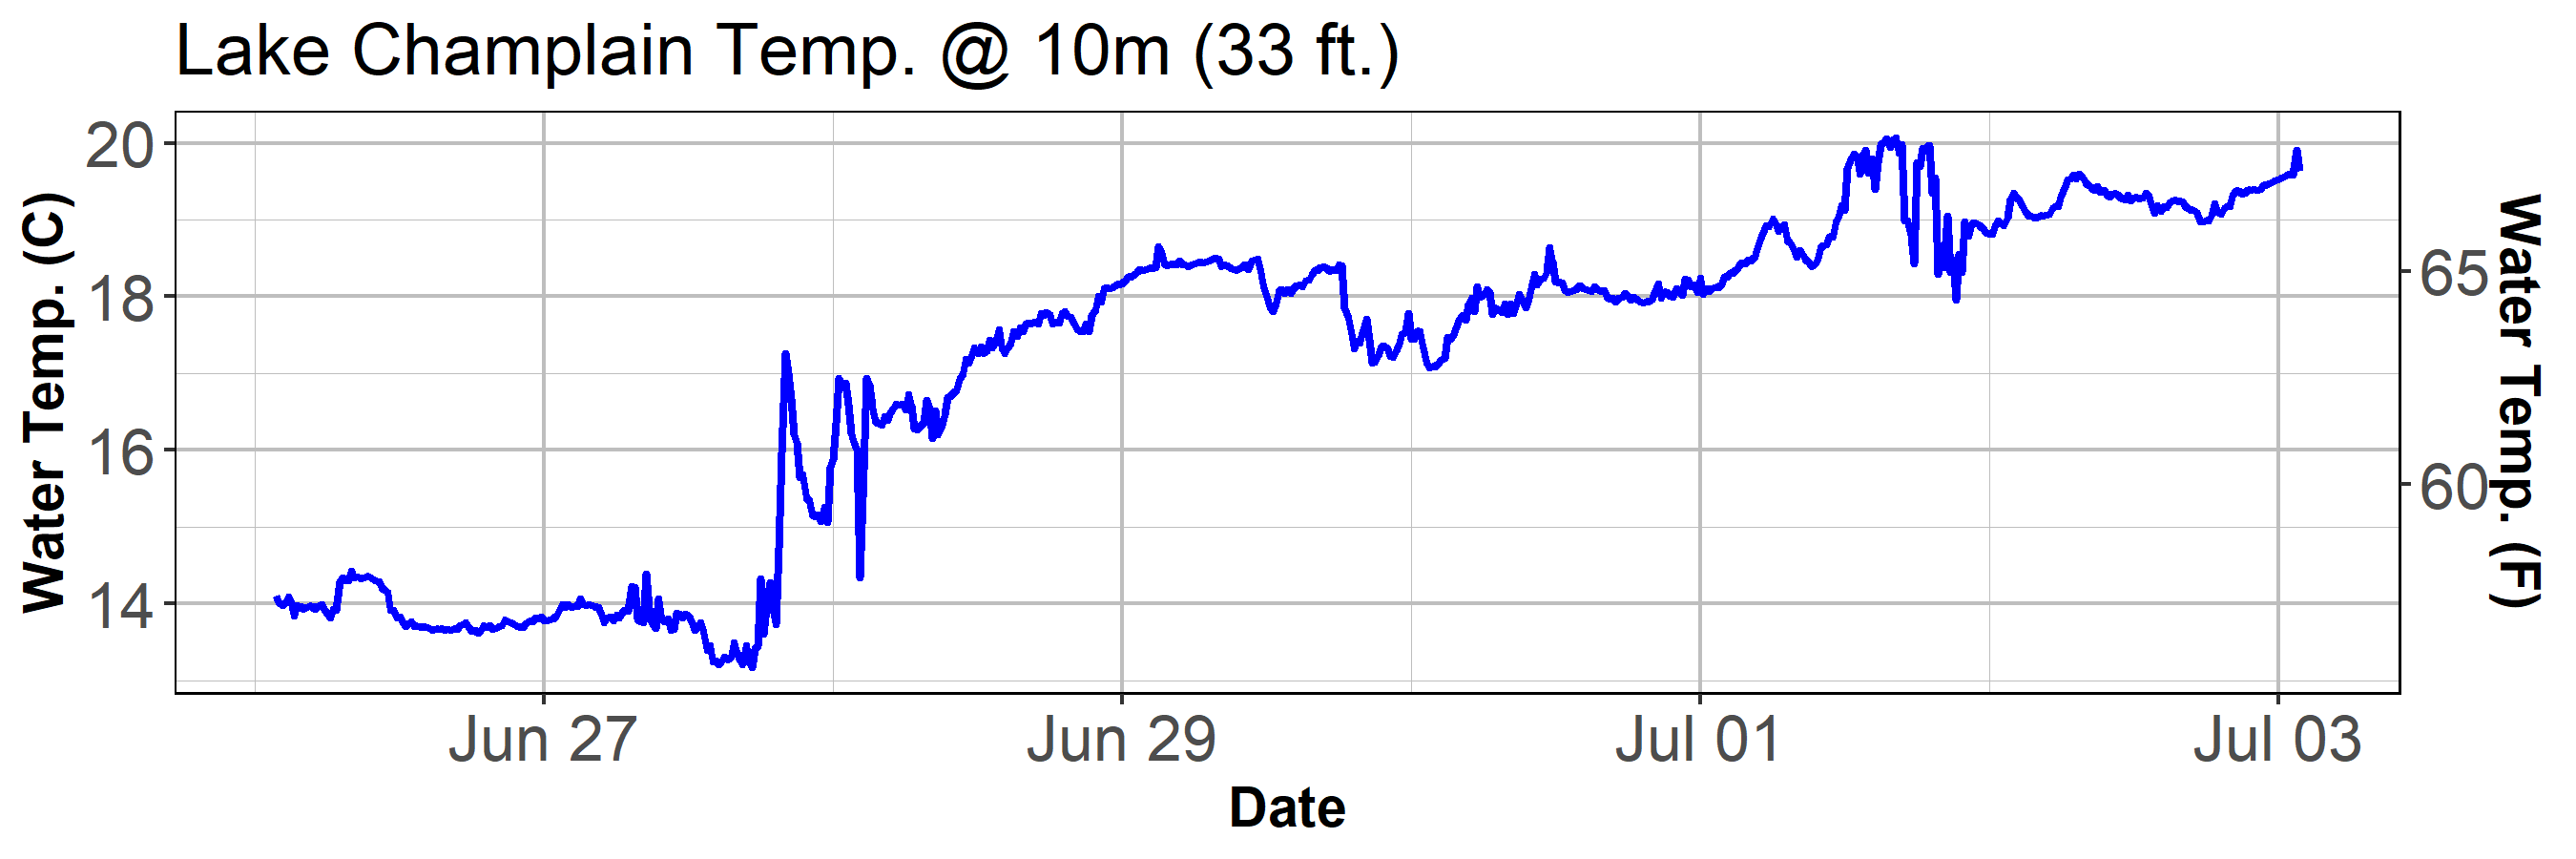 Lake Champlain Temp. @ 10m (33 ft.)
Water Temp. (C)
20
18
16
14
65
60
Water Temp. (F)
Jun 27
Jun 29
Jul 01
Jul 03
Date